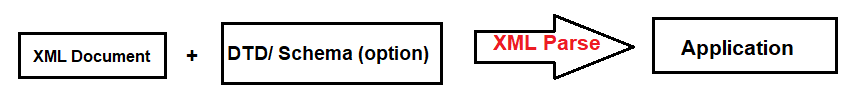 XML Document + DTD/ Schema (option) XML Parse Application